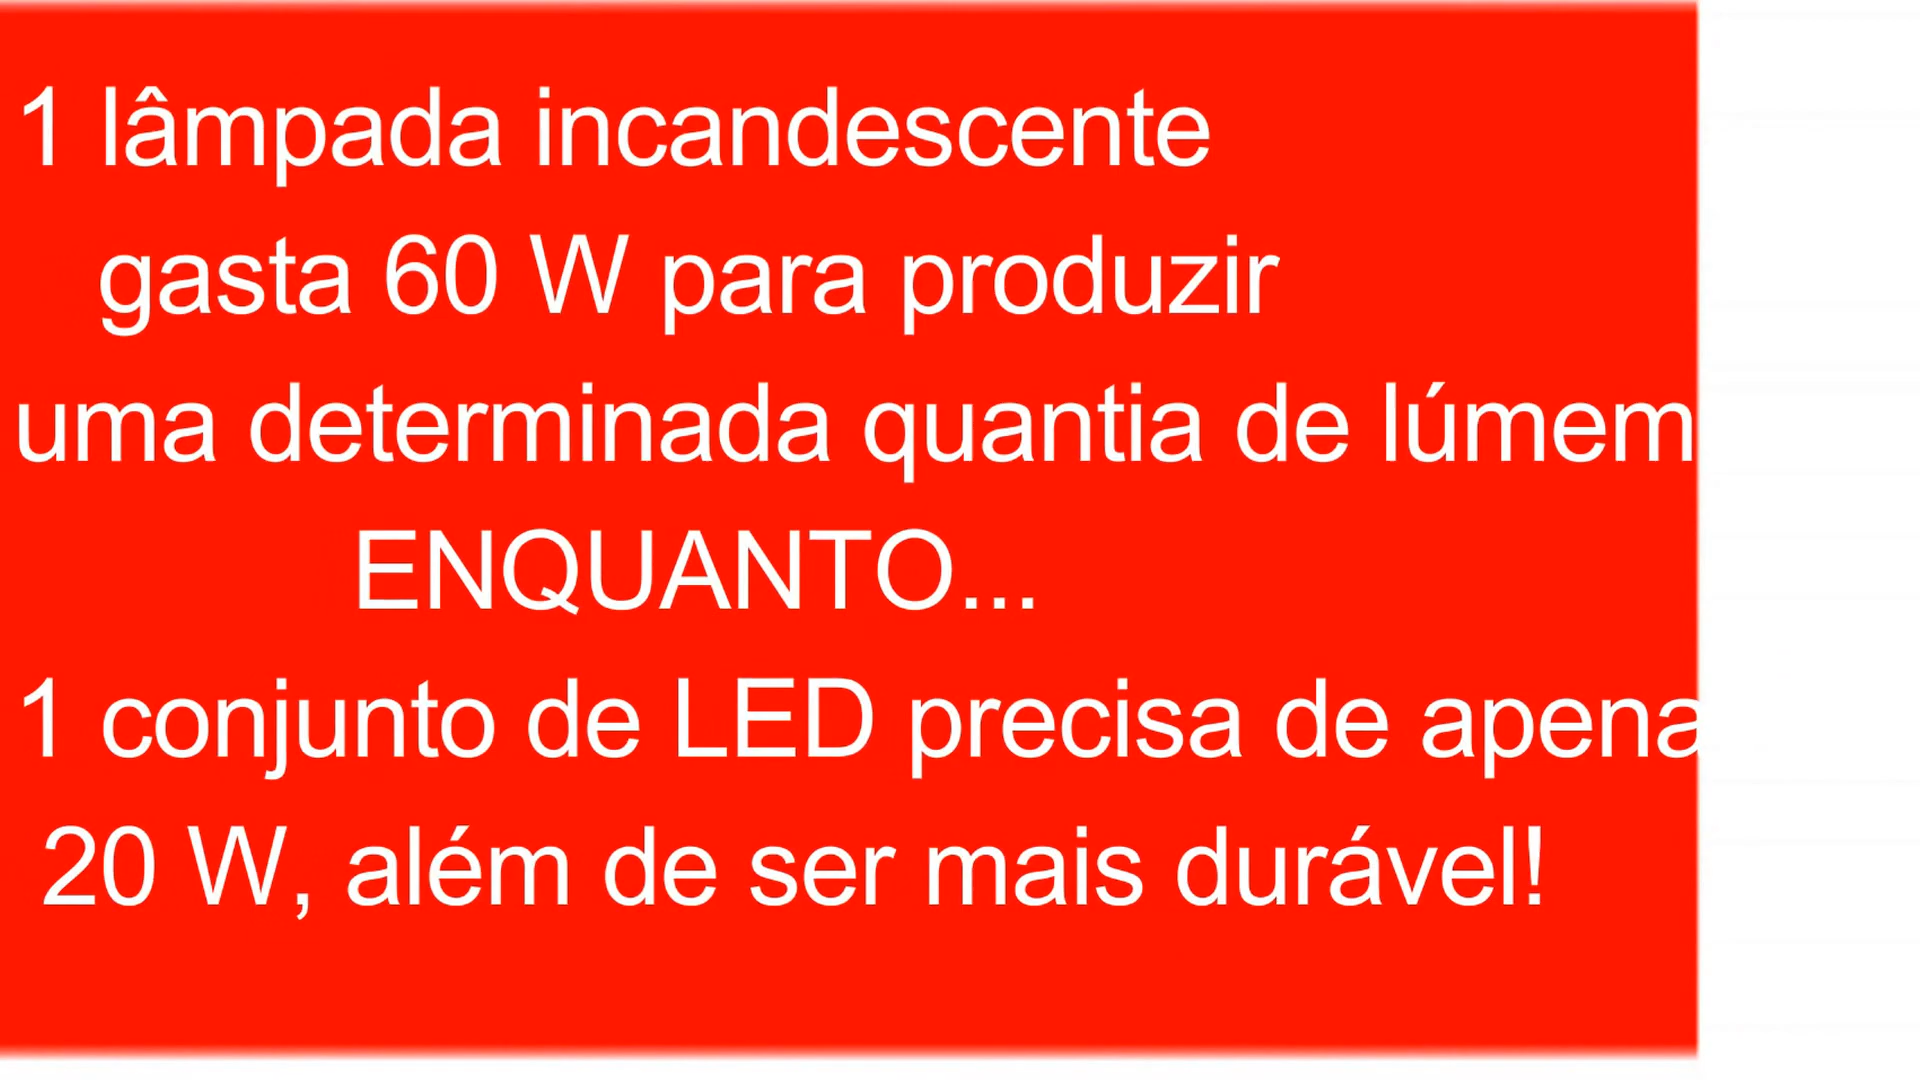 1 lâmpada incandescente
gasta 60 W para produzir
uma determinada quantia de lúmem
ENQUANTO...
1 conjunto de LED precisa de apena
20 W, além de ser mais durável!